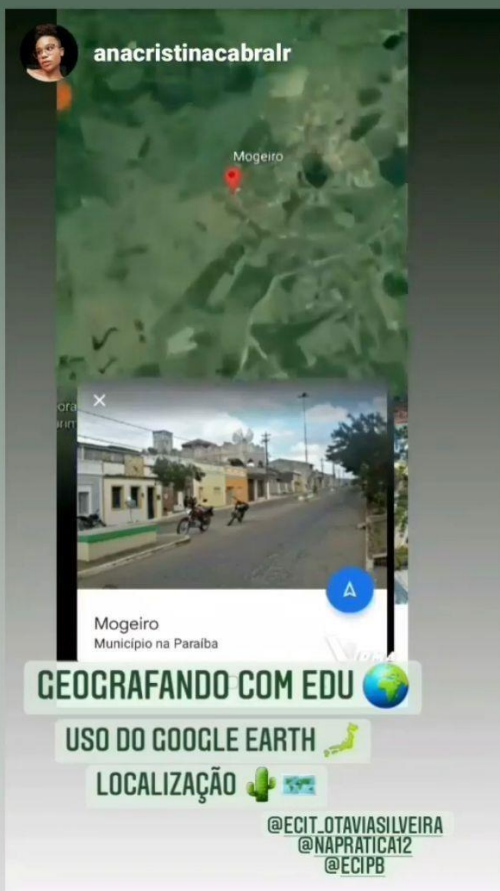 anacristinacabralr
Mogeiro
Mogeiro
Município na Paraíba
GEOGRAFANDO COM EDU
USO DO GOOGLE EARTH
LOCALIZAÇÃO
@ECIT_OTAVIASILVEIRA
@NAPRATICA12
@ECIPB